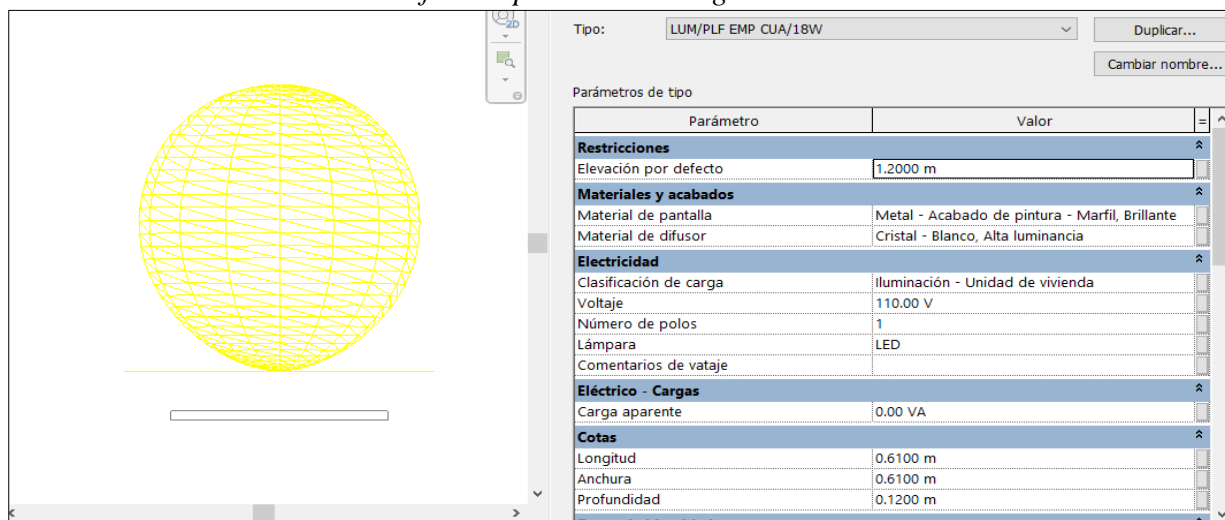 2D
Tipo: LUM/PLF EMP CUA/18W Duplicar...
Cambiar nombre...
Parámetros de tipo
Parámetro Valor =
Restricciones
Elevación por defecto 1.2000 m
Materiales y acabados
Material de pantalla Metal - Acabado de pintura - Marfil, Brillante
Material de difusor Cristal - Blanco, Alta luminancia
Electricidad
Clasificación de carga Iluminación - Unidad de vivienda
Voltaje 110.00 V
Número de polos 1
Lámpara LED
Comentarios de vataje
Eléctrico - Cargas
Carga aparente 0.00 VA
Cotas
Longitud 0.6100 m
Anchura 0.6100 m
Profundidad 0.1200 m